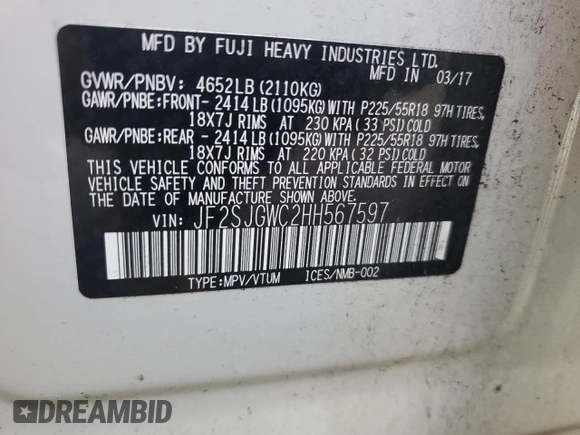 MFD BY FUJI HEAVY INDUSTRIES LTD.
MFD IN 03/17
GVWR/PNBV: 4652LB (2110KG)
GAWR/PNBE:FRONT- 2414LB (1095KG) WITH P225/55R18 97H TIRES,
18X7J RIMS AT 230 KPA (33 PSI) COLD
GAWR/PNBE:REAR - 2414LB (1095KG) WITH P225/55R18 97H TIRES,
18X7J RIMS AT 220 KPA (32 PSI) COLD
THIS VEHICLE CONFORMS TO ALL APPLICABLE FEDERAL MOTOR
VEHICLE SAFETY AND THEFT PREVENTION STANDARDS IN EFFECT ON
THE DATE OF MANUFACTURE SHOWN ABOVE.
VIN: JF2SJGWC2HH567597
TYPE:MPV/VTUM ICES/NMB-002
DREAMBID